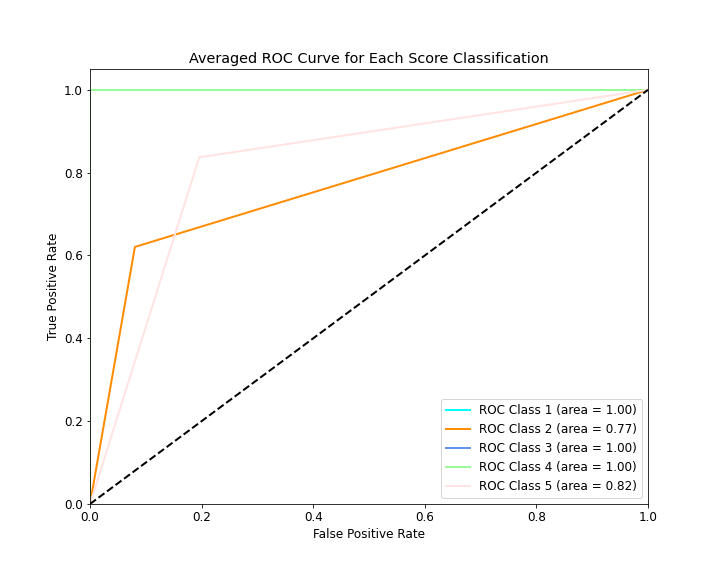 Averaged ROC Curve for Each Score Classification
True Positive Rate
1.0
0.8
0.6
0.4
0.2
0.0
ROC Class 1 (area = 1.00)
ROC Class 2 (area = 0.77)
ROC Class 3 (area = 1.00)
ROC Class 4 (area = 1.00)
ROC Class 5 (area = 0.82)
0.0 0.2 0.4 0.6 0.8 1.0
False Positive Rate